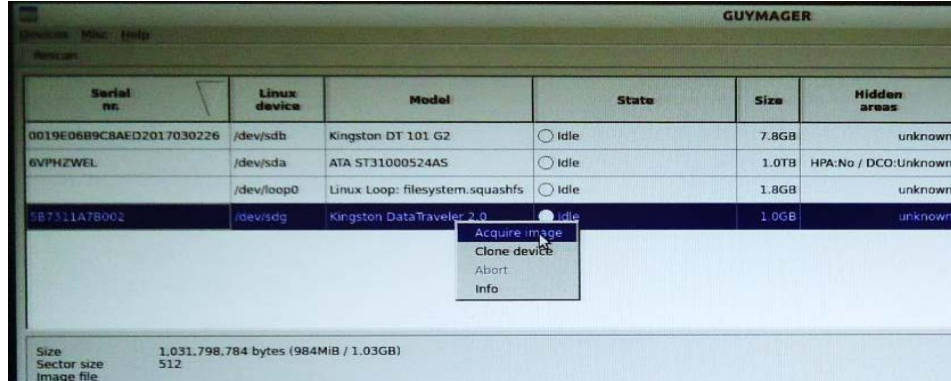 GUYMAGER
Devices Misc Help
Rescan
Serial nr. Linux device Model State Size Hidden areas
0019E06B9C8AED2017030226 /dev/sdb Kingston DT 101 G2 Idle 7.8GB unknown
6VPHZWEL /dev/sda ATA ST31000524AS Idle 1.0TB HPA:No / DCO:Unknown
/dev/loop0 Linux Loop: filesystem.squashfs Idle 1.8GB unknown
5B7311A7B002 /dev/sdg Kingston DataTraveler 2.0 Idle 1.0GB unknown
Acquire image
Clone device
Abort
Info
Size 1,031,798,784 bytes (984MiB / 1.03GB)
Sector size 512
Image file